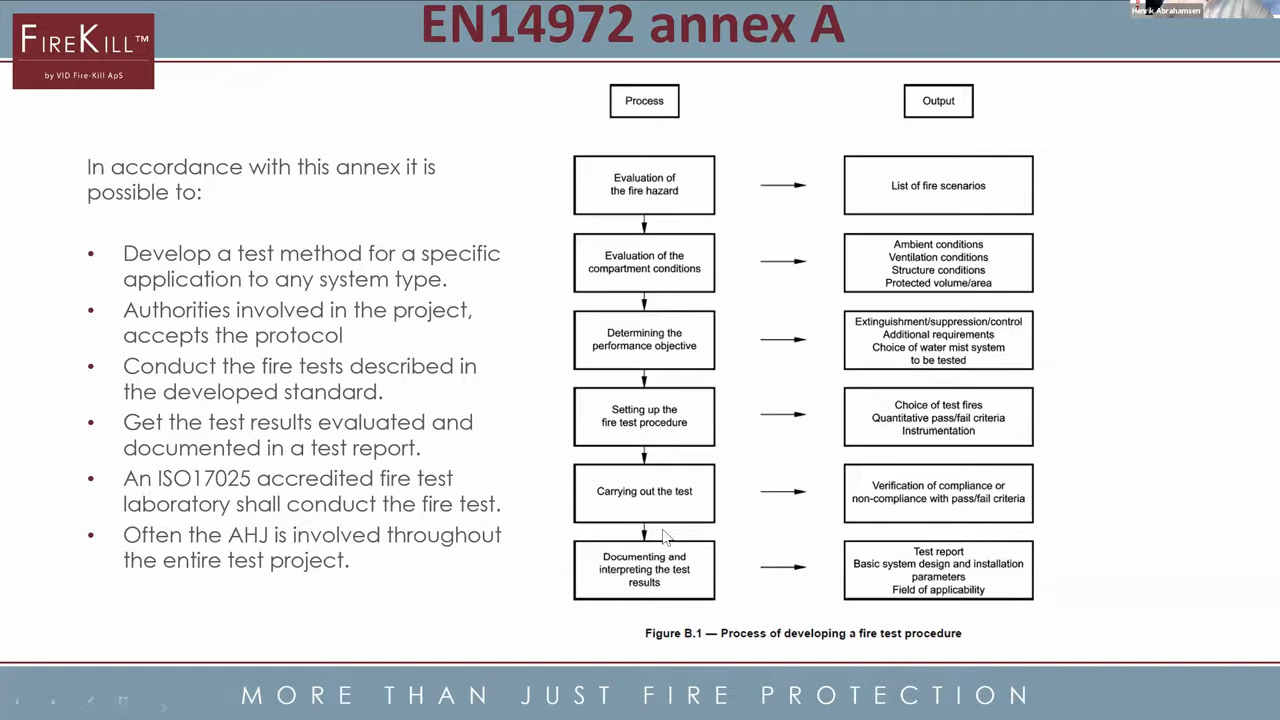 EN14972 annex A
Henrik Abrahamsen
FIREKILL™
by VID Fire-Kill ApS
In accordance with this annex it is
possible to:
• Develop a test method for a specific
application to any system type.
• Authorities involved in the project,
accepts the protocol
• Conduct the fire tests described in
the developed standard.
• Get the test results evaluated and
documented in a test report.
• An ISO17025 accredited fire test
laboratory shall conduct the fire test.
• Often the AHJ is involved throughout
the entire test project.
Process
Output
Evaluation of
the fire hazard
List of fire scenarios
Evaluation of the
compartment conditions
Ambient conditions
Ventilation conditions
Structure conditions
Protected volume/area
Determining the
performance objective
Extinguishment/suppression/control
Additional requirements
Choice of water mist system
to be tested
Setting up the
fire test procedure
Choice of test fires
Quantitative pass/fail criteria
Instrumentation
Carrying out the test
Verification of compliance or
non-compliance with pass/fail criteria
Documenting and
interpreting the test
results
Test report
Basic system design and installation
parameters
Field of applicability
Figure B.1 — Process of developing a fire test procedure
MORE THAN JUST FIRE PROTECTION